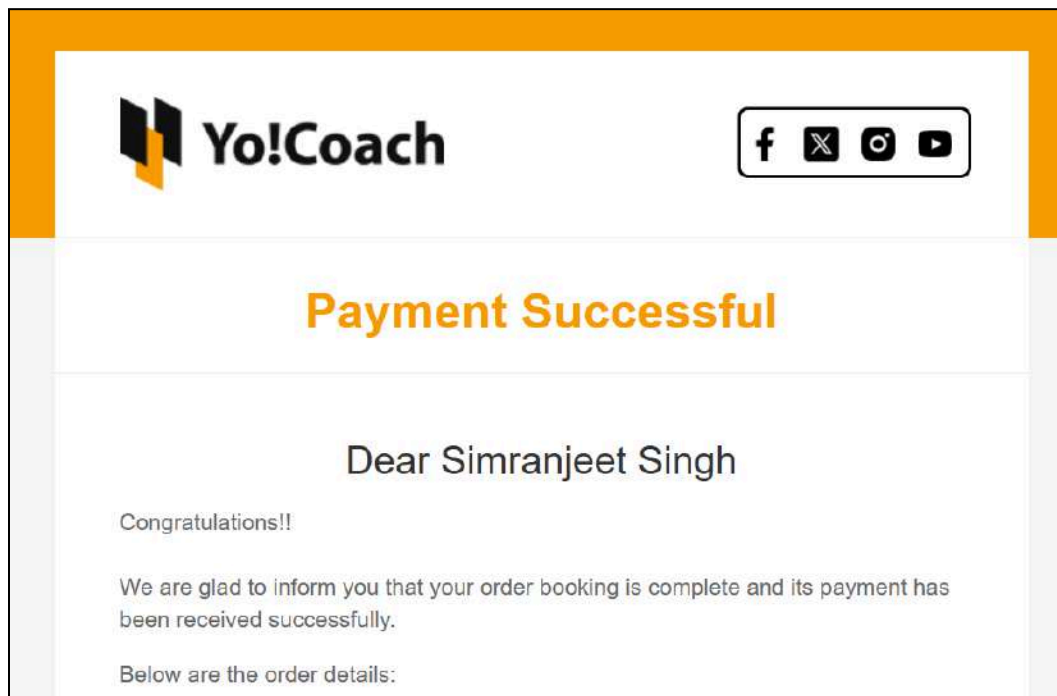 Yo!Coach
Payment Successful
Dear Simranjeet Singh
Congratulations!!
We are glad to inform you that your order booking is complete and its payment has
been received successfully.
Below are the order details: